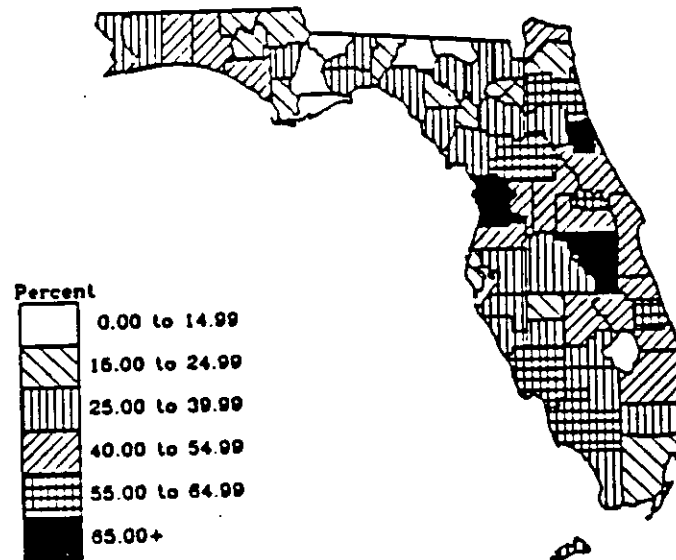 Percent
0.00 to 14.99
15.00 to 24.99
25.00 to 39.99
40.00 to 54.99
55.00 to 64.99
65.00+